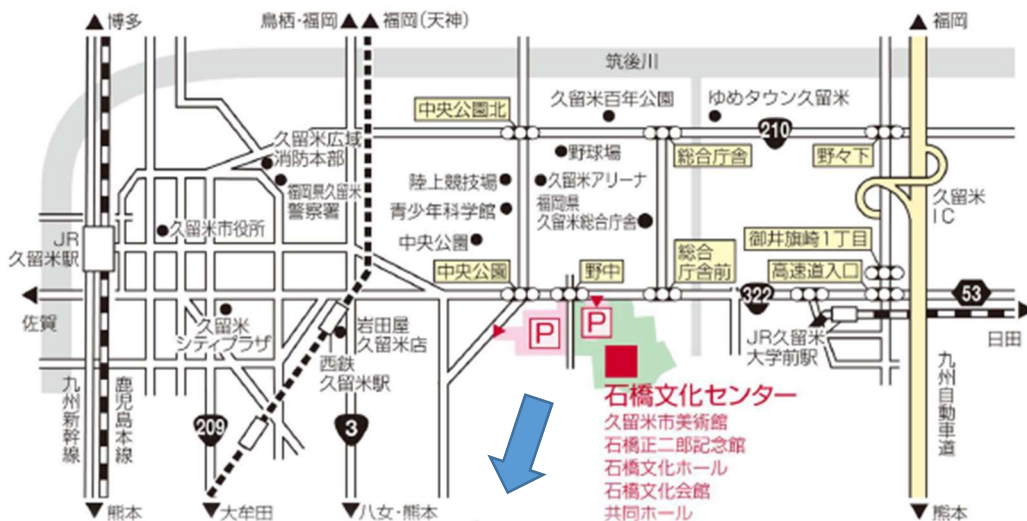 博多
鳥栖・福岡
福岡(天神)
福岡
筑後川
中央公園北
久留米百年公園
ゆめタウン久留米
210
久留米広域
消防本部
野球場
総合庁舎
野々下
福岡県久留米
警察署
陸上競技場
久留米アリーナ
久留米
IC
青少年科学館
福岡県
久留米総合庁舎
久留米市役所
JR
久留米駅
中央公園
御井旗崎1丁目
中央公園
野中
総合
庁舎前
高速道入口
322
53
佐賀
久留米
シティプラザ
岩田屋
久留米店
P
P
JR久留米
大学前駅
日田
西鉄
久留米駅
石橋文化センター
久留米市美術館
石橋正二郎記念館
石橋文化ホール
石橋文化会館
共同ホール
九州新幹線
鹿児島本線
209
3
九州自動車道
熊本
大牟田
八女・熊本
熊本